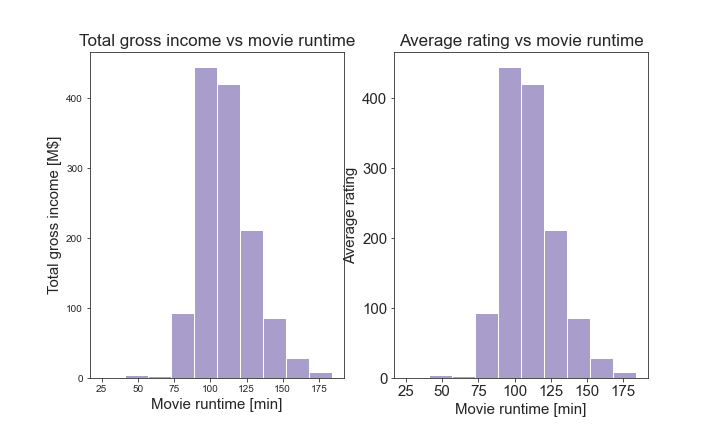 Total gross income vs movie runtime
Total gross income [M$]
400
300
200
100
0
25 50 75 100 125 150 175
Movie runtime [min]
Average rating vs movie runtime
Average rating
400
300
200
100
0
25 50 75 100 125 150 175
Movie runtime [min]